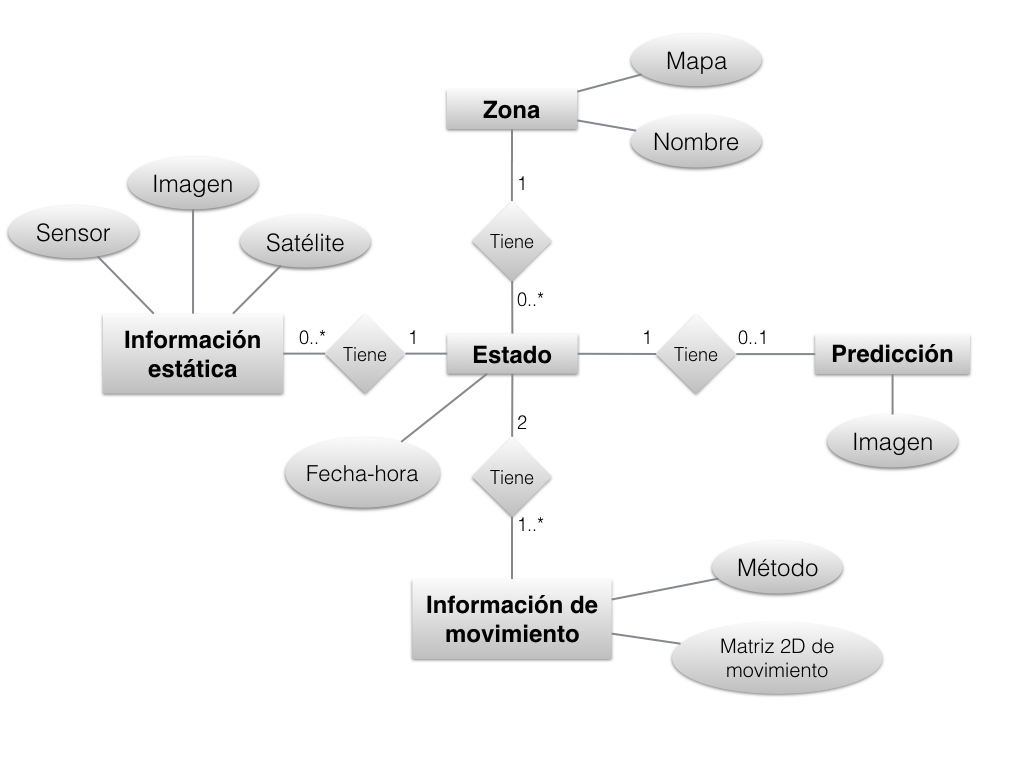 Mapa
Zona
Nombre
1
Imagen
Sensor
Satélite
Tiene
0..*
Información
estática
0..*
Tiene
1
Estado
1
Tiene
0..1
Predicción
2
Imagen
Fecha-hora
Tiene
1..*
Método
Información de
movimiento
Matriz 2D de
movimiento